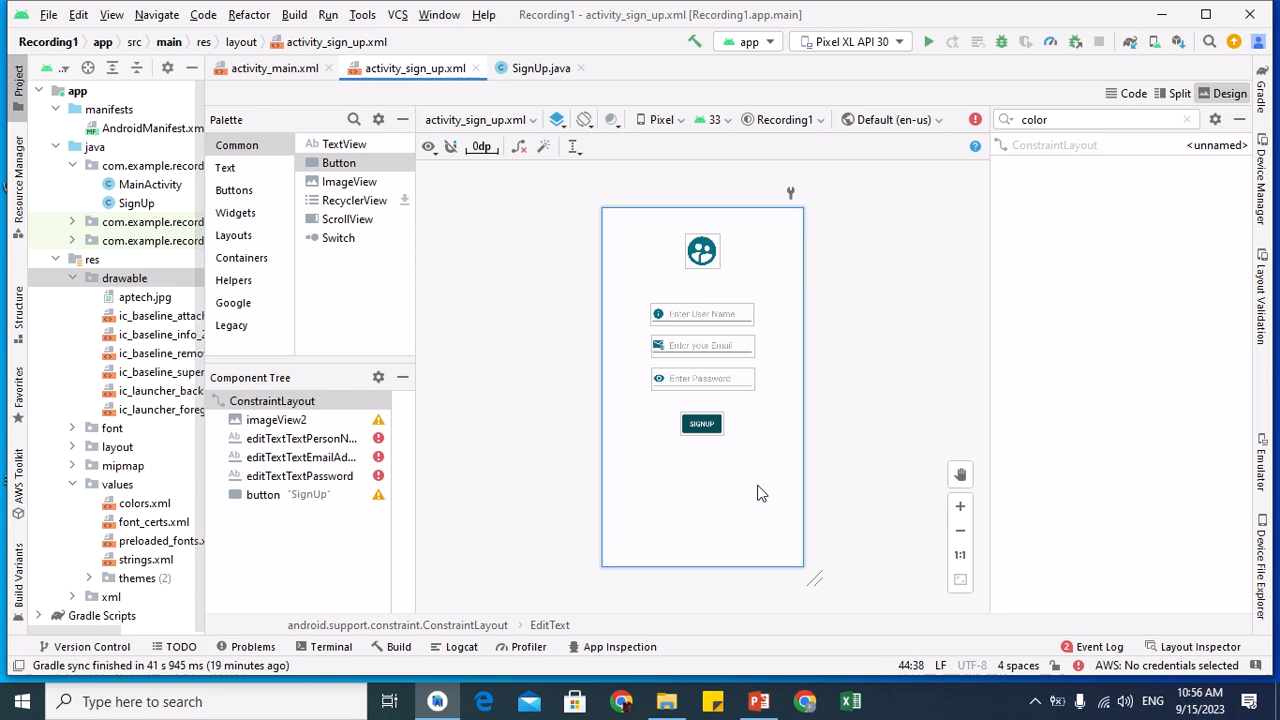 File Edit View Navigate Code Refactor Build Run Tools VCS Window Help Recording1 - activity_sign_up.xml [Recording1.app.main]
Recording1 app src main res layout activity_sign_up.xml app Pixel XL API 30
Project
Resource Manager
Structure
Favorites
AWS Toolkit
Build Variants
..
app
manifests
AndroidManifest.xm
java
com.example.record
MainActivity
SignUp
com.example.record
com.example.record
res
drawable
aptech.jpg
ic_baseline_attac
ic_baseline_info_2
ic_baseline_remo
ic_baseline_super
ic_launcher_back
ic_launcher_foreg
font
layout
mipmap
values
colors.xml
font_certs.xml
preloaded_fonts.x
strings.xml
themes (2)
xml
Gradle Scripts
activity_main.xml activity_sign_up.xml SignUp.java
Code Split Design
Palette
Common
Text
Buttons
Widgets
Layouts
Containers
Helpers
Google
Legacy
TextView
Button
ImageView
RecyclerView
ScrollView
Switch
Component Tree
ConstraintLayout
imageView2
editTextTextPersonN...
editTextTextEmailAd...
editTextTextPassword
button "SignUp"
activity_sign_up.xml Pixel 33 Recording1 Default (en-us)
0dp
Enter User Name
Enter your Email
Enter Password
SIGNUP
1:1
color
ConstraintLayout <unnamed>
Gradle
Device Manager
Layout Validation
Emulator
Device File Explorer
android.support.constraint.ConstraintLayout EditText
Version Control TODO Problems Terminal Build Logcat Profiler App Inspection 2 Event Log Layout Inspector
Gradle sync finished in 41 s 945 ms (19 minutes ago) 44:38 LF UTF-8 4 spaces AWS: No credentials selected
Type here to search
ENG
10:56 AM
9/15/2023